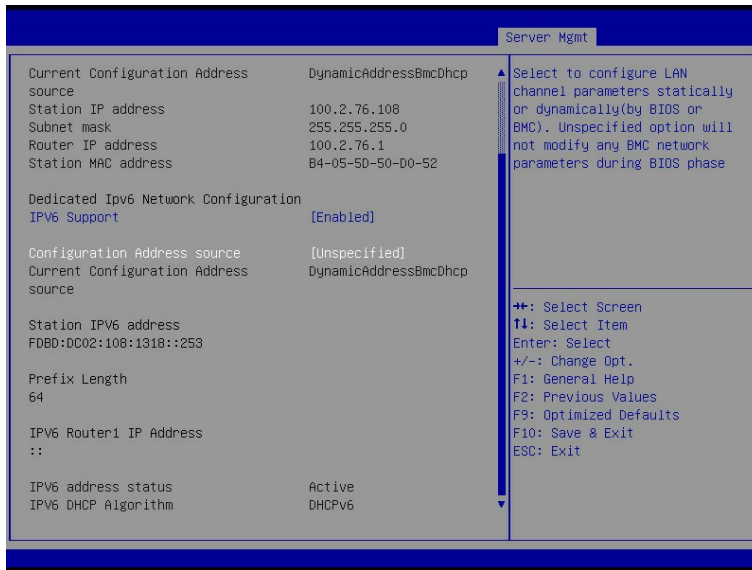 Server Mgmt
Current Configuration Address source DynamicAddressBmcDhcp
Station IP address 100.2.76.108
Subnet mask 255.255.255.0
Router IP address 100.2.76.1
Station MAC address B4-05-5D-50-D0-52
Dedicated Ipv6 Network Configuration
IPV6 Support [Enabled]
Configuration Address source [Unspecified]
Current Configuration Address source DynamicAddressBmcDhcp
Station IPV6 address
FDBD:DC02:108:1318::253
Prefix Length
64
IPV6 Router1 IP Address
::
IPV6 address status Active
IPV6 DHCP Algorithm DHCPv6
Select to configure LAN
channel parameters statically
or dynamically(by BIOS or
BMC). Unspecified option will
not modify any BMC network
parameters during BIOS phase
→←: Select Screen
↑↓: Select Item
Enter: Select
+/-: Change Opt.
F1: General Help
F2: Previous Values
F9: Optimized Defaults
F10: Save & Exit
ESC: Exit